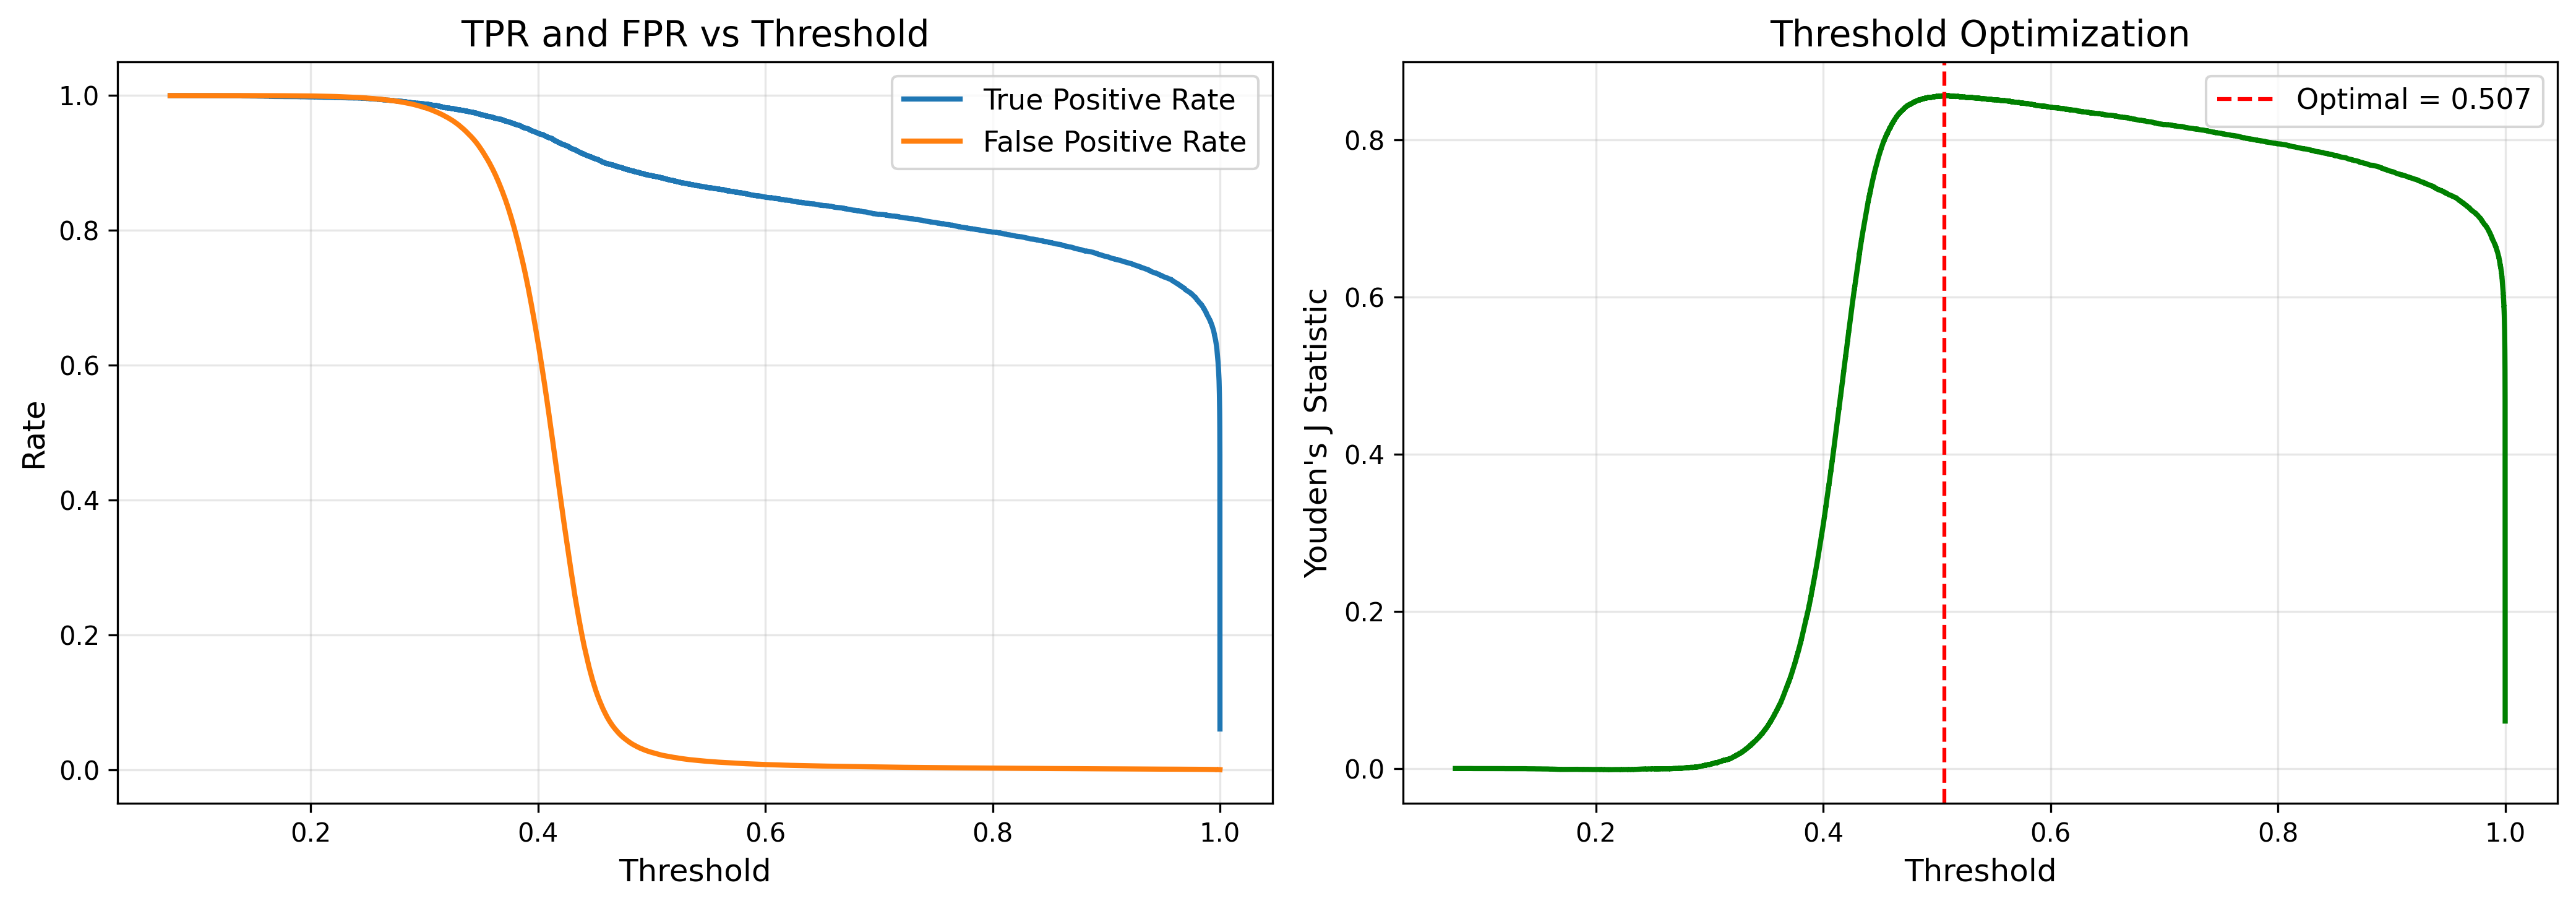 TPR and FPR vs Threshold
True Positive Rate
False Positive Rate
Rate
1.0
0.8
0.6
0.4
0.2
0.0
0.2
0.4
0.6
0.8
1.0
Threshold
Threshold Optimization
Optimal = 0.507
Youden's J Statistic
0.8
0.6
0.4
0.2
0.0
0.2
0.4
0.6
0.8
1.0
Threshold